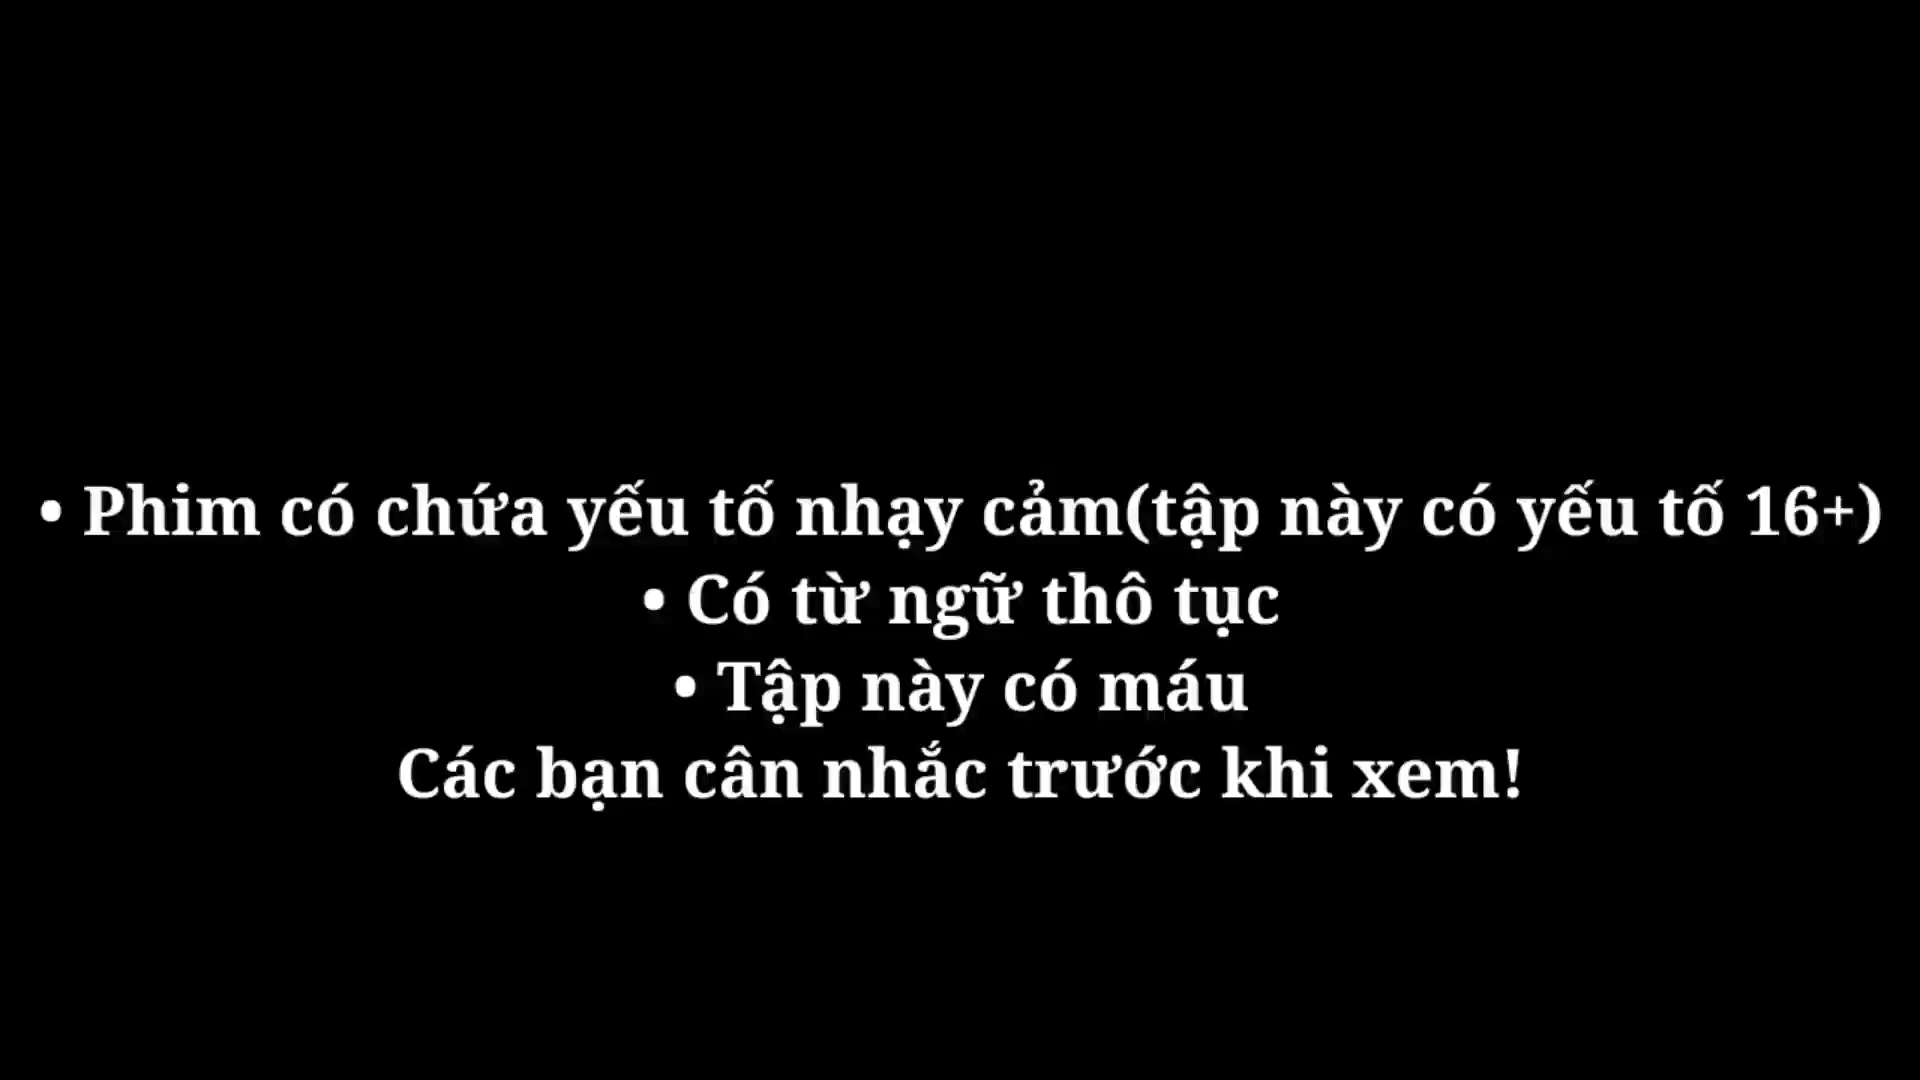 • Phim có chứa yếu tố nhạy cảm(tập này có yếu tố 16+)
• Có từ ngữ thô tục
• Tập này có máu
Các bạn cân nhắc trước khi xem!